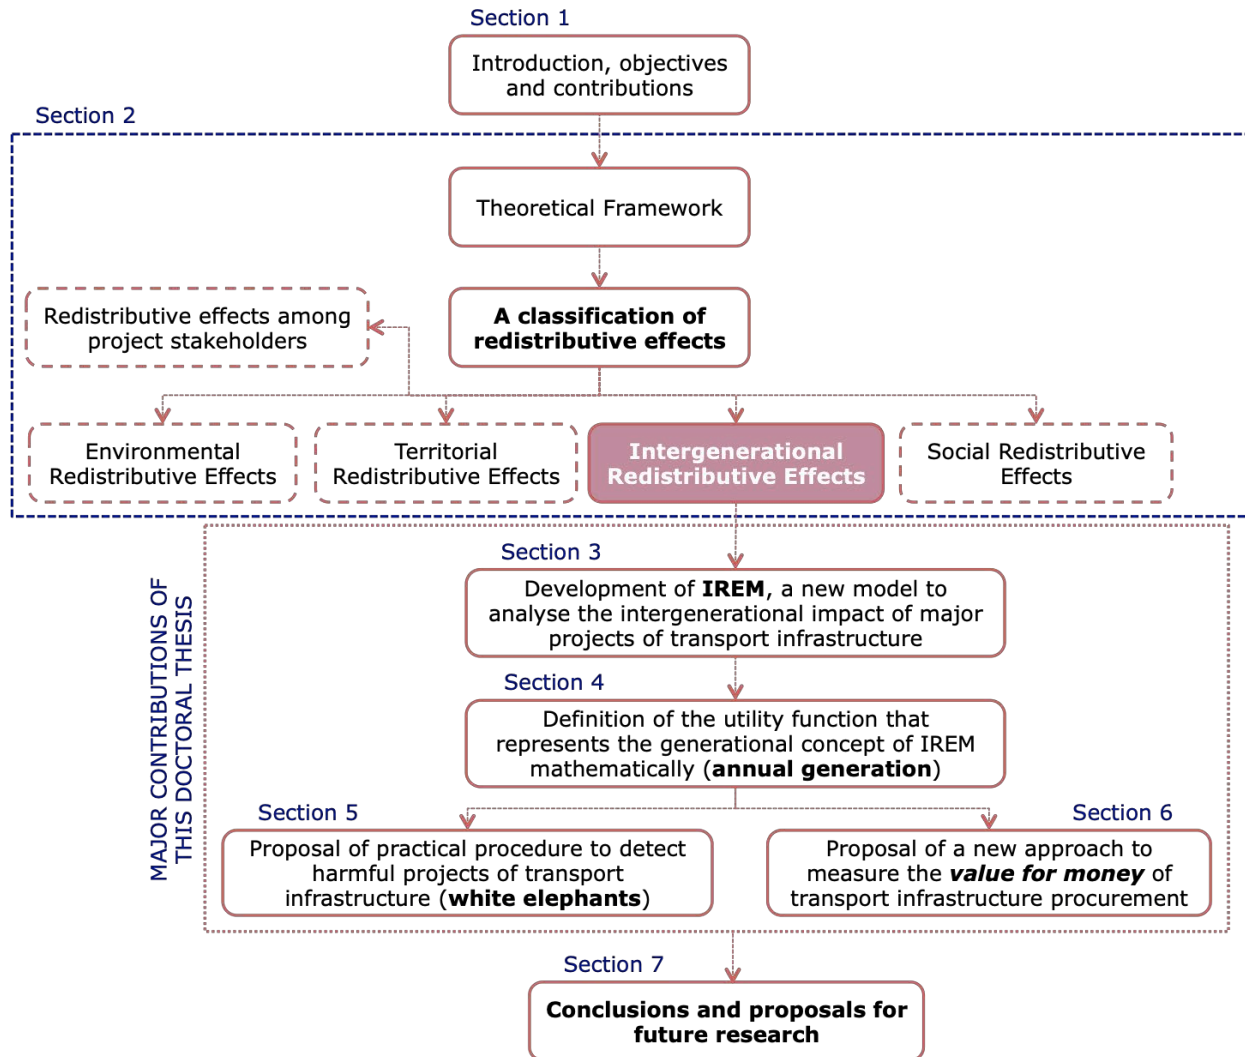 Section 1
Introduction, objectives
and contributions
Section 2
Theoretical Framework
Redistributive effects among
project stakeholders
A classification of
redistributive effects
Environmental
Redistributive Effects
Territorial
Redistributive Effects
Intergenerational
Redistributive Effects
Social Redistributive
Effects
MAJOR CONTRIBUTIONS OF
THIS DOCTORAL THESIS
Section 3
Development of IREM, a new model to
analyse the intergenerational impact of major
projects of transport infrastructure
Section 4
Definition of the utility function that
represents the generational concept of IREM
mathematically (annual generation)
Section 5
Proposal of practical procedure to detect
harmful projects of transport
infrastructure (white elephants)
Section 6
Proposal of a new approach to
measure the value for money of
transport infrastructure procurement
Section 7
Conclusions and proposals for
future research